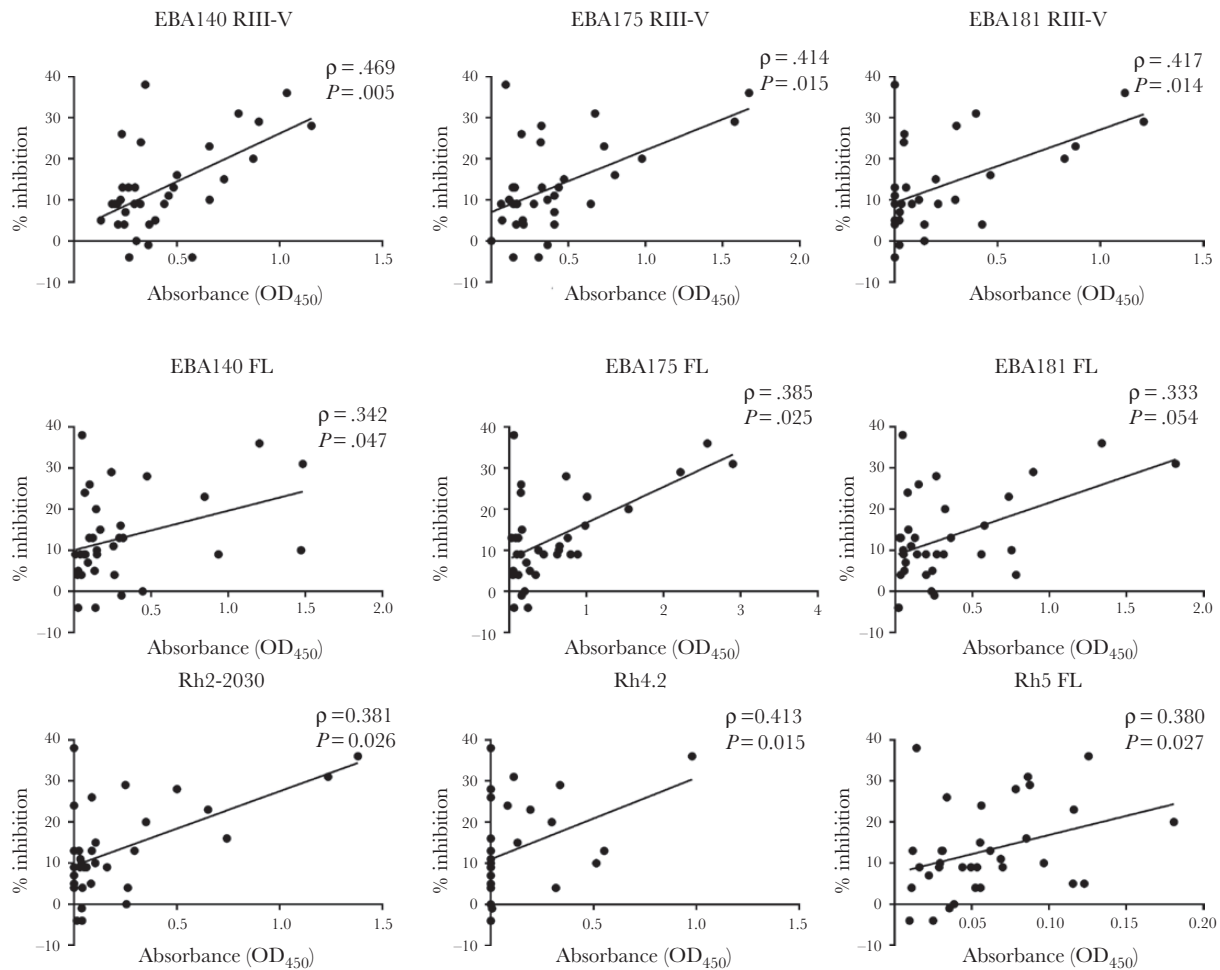 EBA140 RIII-V
ρ = .469
P = .005
40
30
20
10
0
−10
% inhibition
0.5
1.0
1.5
Absorbance (OD450)
EBA175 RIII-V
ρ = .414
P = .015
40
30
20
10
0
−10
% inhibition
0.5
1.0
1.5
2.0
Absorbance (OD450)
EBA181 RIII-V
ρ = .417
P = .014
40
30
20
10
0
−10
% inhibition
0.5
1.0
1.5
Absorbance (OD450)
EBA140 FL
ρ = .342
P = .047
40
30
20
10
0
−10
% inhibition
0.5
1.0
1.5
2.0
Absorbance (OD450)
EBA175 FL
ρ = .385
P = .025
40
30
20
10
0
−10
% inhibition
1
2
3
4
Absorbance (OD450)
EBA181 FL
ρ = .333
P = .054
40
30
20
10
0
−10
% inhibition
0.5
1.0
1.5
2.0
Absorbance (OD450)
Rh2-2030
ρ =0.381
P =0.026
40
30
20
10
0
−10
% inhibition
0.5
1.0
1.5
Absorbance (OD450)
Rh4.2
ρ =0.413
P =0.015
40
30
20
10
0
−10
% inhibition
0.5
1.0
1.5
Absorbance (OD450)
Rh5 FL
ρ = 0.380
P = 0.027
40
30
20
10
0
−10
% inhibition
0.05
0.10
0.15
0.20
Absorbance (OD450)